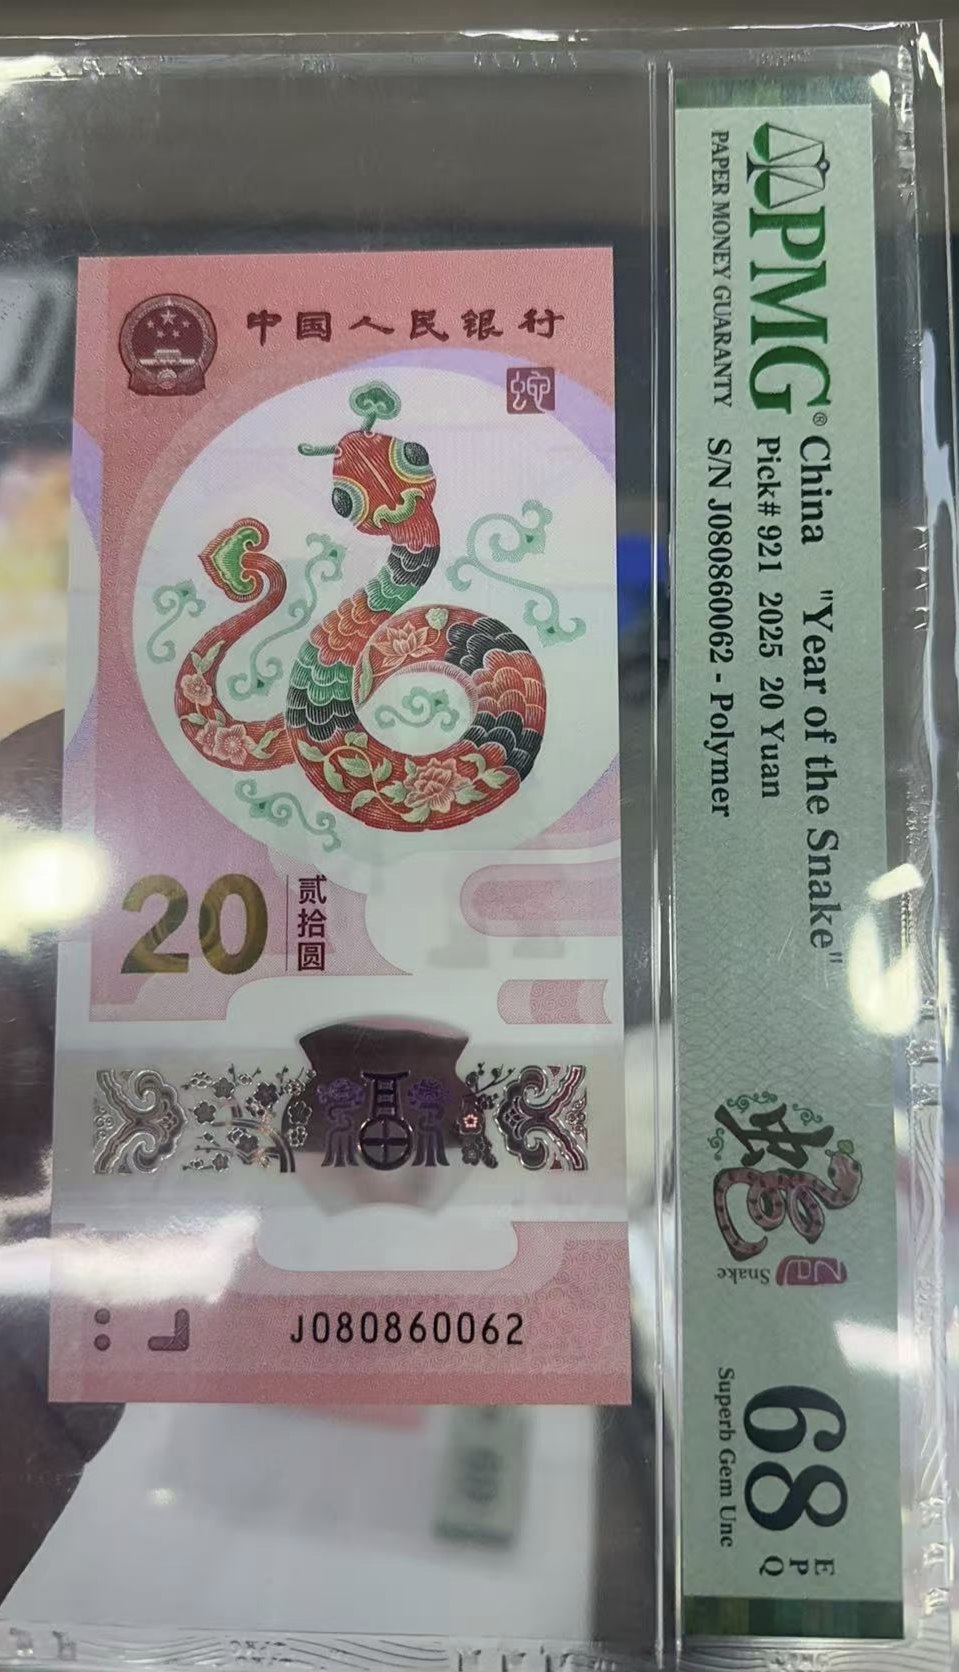 中国人民银行
蛇
20
贰拾圆
J080860062
PMG®
PAPER MONEY GUARANTY
China "Year of the Snake"
Pick# 921 2025 20 Yuan
S/N J080860062 - Polymer
Snake
68 EPQ
Superb Gem Unc